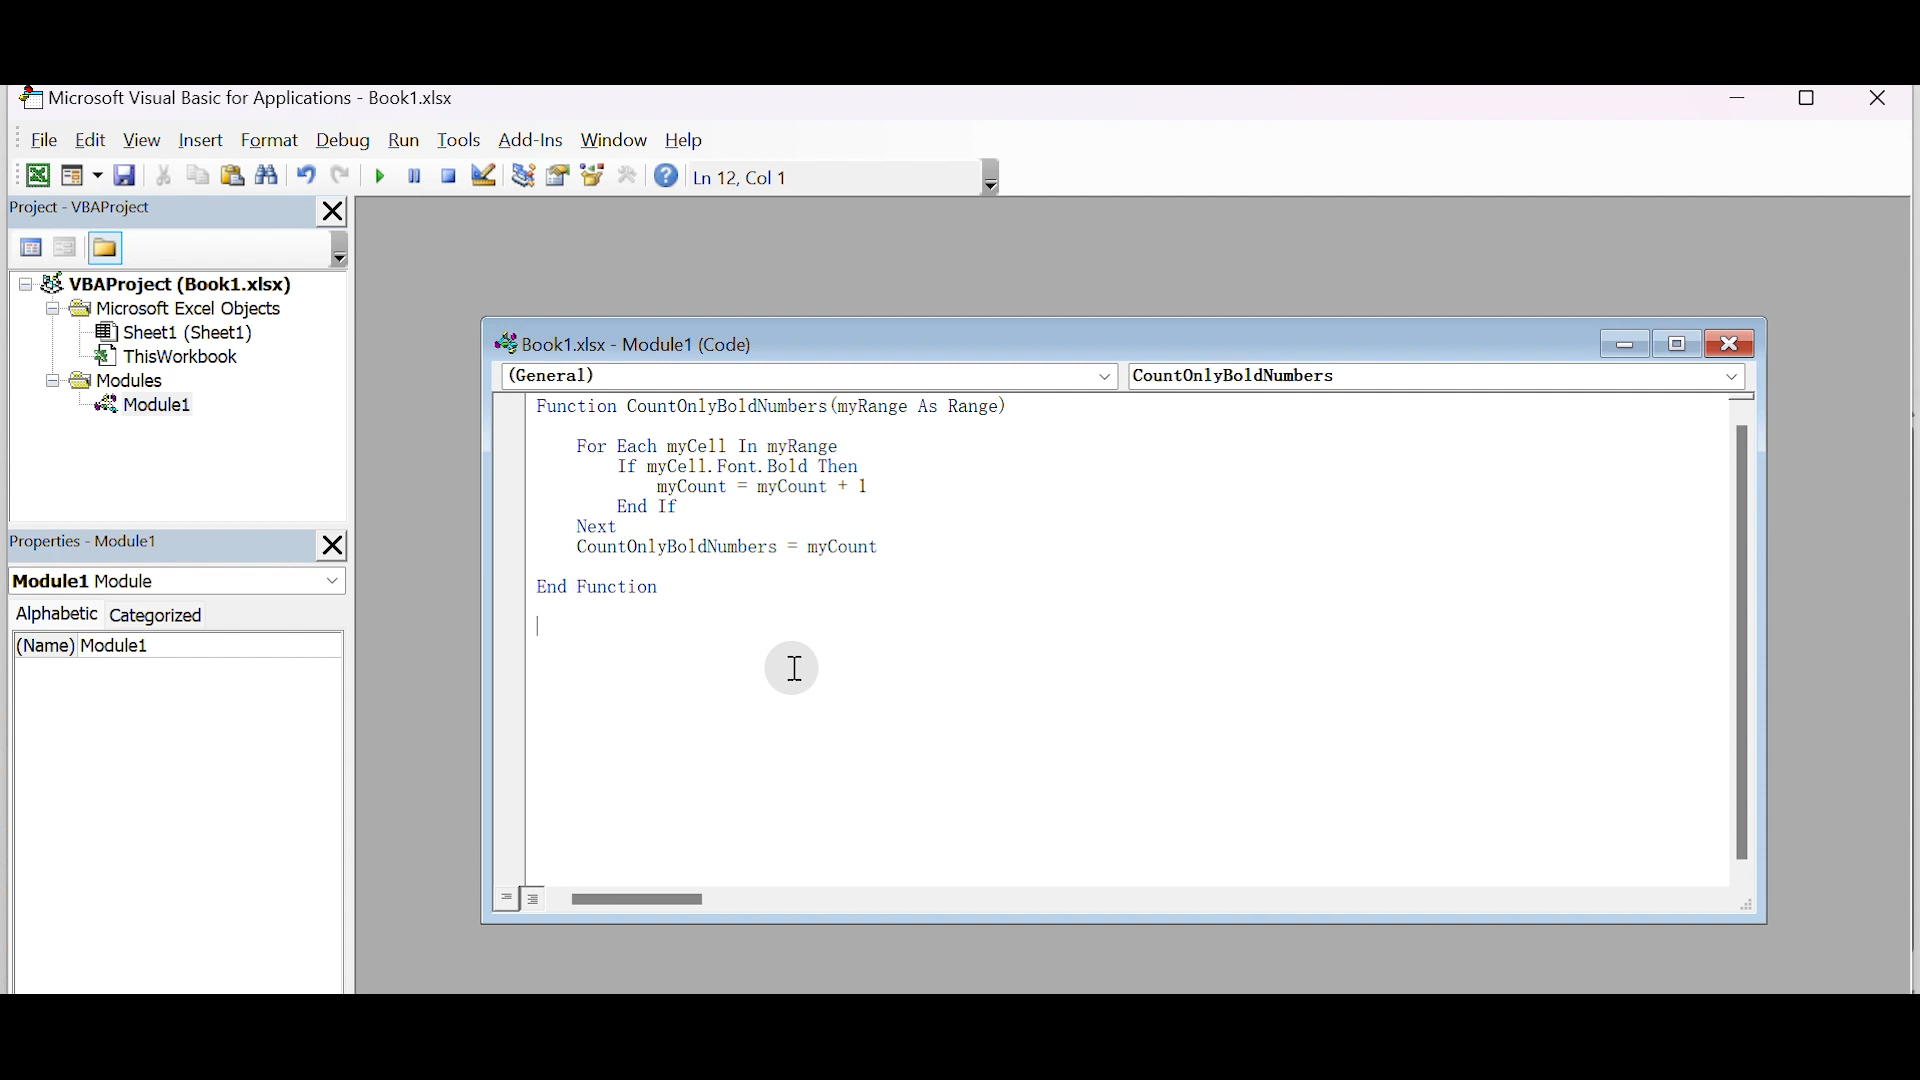 Microsoft Visual Basic for Applications - Book1.xlsx
File Edit View Insert Format Debug Run Tools Add-Ins Window Help
Ln 12, Col 1
Project - VBAProject
VBAProject (Book1.xlsx)
Microsoft Excel Objects
Sheet1 (Sheet1)
ThisWorkbook
Modules
Module1
Properties - Module1
Module1 Module
Alphabetic Categorized
(Name) Module1
Book1.xlsx - Module1 (Code)
(General) CountOnlyBoldNumbers
Function CountOnlyBoldNumbers(myRange As Range)
For Each myCell In myRange
If myCell.Font.Bold Then
myCount = myCount + 1
End If
Next
CountOnlyBoldNumbers = myCount
End Function